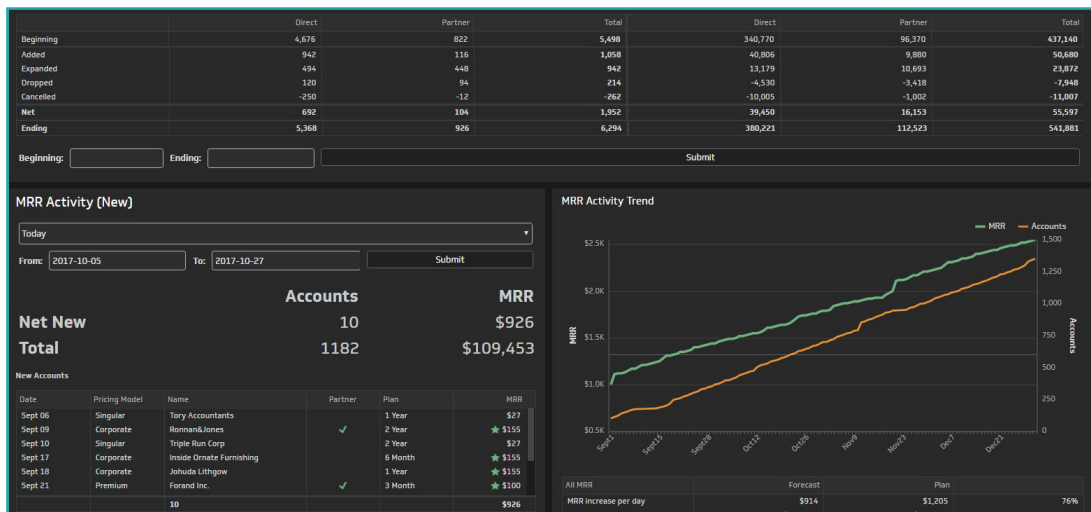 Direct Partner Total Direct Partner Total
Beginning 4,676 822 5,498 340,770 96,370 437,140
Added 942 116 1,058 40,806 9,880 50,680
Expanded 494 448 942 13,179 10,693 23,872
Dropped 120 94 214 -4,530 -3,418 -7,948
Cancelled -250 -12 -262 -10,005 -1,002 -11,007
Net 692 104 1,952 39,450 16,153 55,597
Ending 5,368 926 6,294 380,221 112,523 541,881
Beginning: Ending: Submit
MRR Activity (New)
Today
From: 2017-10-05 To: 2017-10-27 Submit
Accounts MRR
Net New 10 $926
Total 1182 $109,453
New Accounts
Date Pricing Model Name Partner Plan MRR
Sept 06 Singular Tory Accountants 1 Year $27
Sept 09 Corporate Ronnan&Jones ✓ 2 Year ★ $155
Sept 10 Singular Triple Run Corp 2 Year $27
Sept 17 Corporate Inside Ornate Furnishing 6 Month ★ $155
Sept 18 Corporate Johuda Lithgow 1 Year ★ $155
Sept 21 Premium Forand Inc. ✓ 3 Month ★ $100
10 $926
MRR Activity Trend
MRR Accounts
$2.5K 1,500
1,250
$2.0K
1,000
$1.5K 750
MRR Accounts
500
$1.0K
250
$0.5K 0
Sept1 Sept15 Sept28 Oct12 Oct26 Nov9 Nov23 Dec7 Dec21
All MRR Forecast Plan
MRR increase per day $914 $1,205 76%